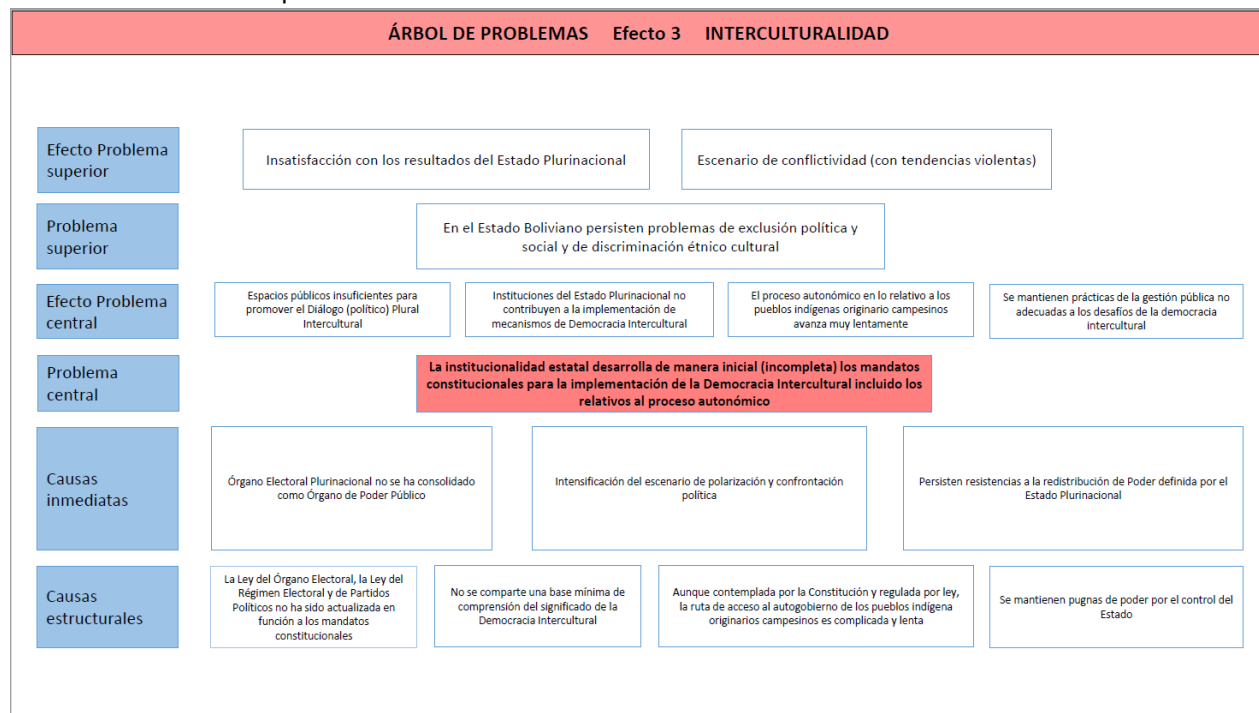 ÁRBOL DE PROBLEMAS Efecto 3 INTERCULTURALIDAD
Efecto Problema
superior
Insatisfacción con los resultados del Estado Plurinacional
Escenario de conflictividad (con tendencias violentas)
Problema
superior
En el Estado Boliviano persisten problemas de exclusión política y
social y de discriminación étnico cultural
Efecto Problema
central
Espacios públicos insuficientes para
promover el Diálogo (político) Plural
Intercultural
Instituciones del Estado Plurinacional no
contribuyen a la implementación de
mecanismos de Democracia Intercultural
El proceso autonómico en lo relativo a los
pueblos indígenas originario campesinos
avanza muy lentamente
Se mantienen prácticas de la gestión pública no
adecuadas a los desafíos de la democracia
intercultural
Problema
central
La institucionalidad estatal desarrolla de manera inicial (incompleta) los mandatos
constitucionales para la implementación de la Democracia Intercultural incluido los
relativos al proceso autonómico
Causas
inmediatas
Órgano Electoral Plurinacional no se ha consolidado
como Órgano de Poder Público
Intensificación del escenario de polarización y confrontación
política
Persisten resistencias a la redistribución de Poder definida por el
Estado Plurinacional
Causas
estructurales
La Ley del Órgano Electoral, la Ley del
Régimen Electoral y de Partidos
Políticos no ha sido actualizada en
función a los mandatos
constitucionales
No se comparte una base mínima de
comprensión del significado de la
Democracia Intercultural
Aunque contemplada por la Constitución y regulada por ley,
la ruta de acceso al autogobierno de los pueblos indígena
originarios campesinos es complicada y lenta
Se mantienen pugnas de poder por el control del
Estado